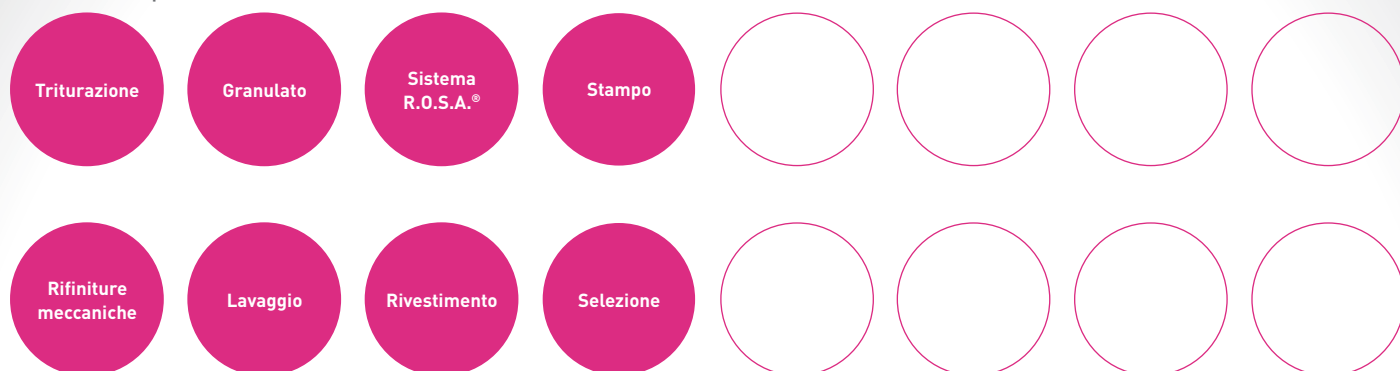 Triturazione
Granulato
Sistema
R.O.S.A.®
Stampo
Rifiniture
meccaniche
Lavaggio
Rivestimento
Selezione